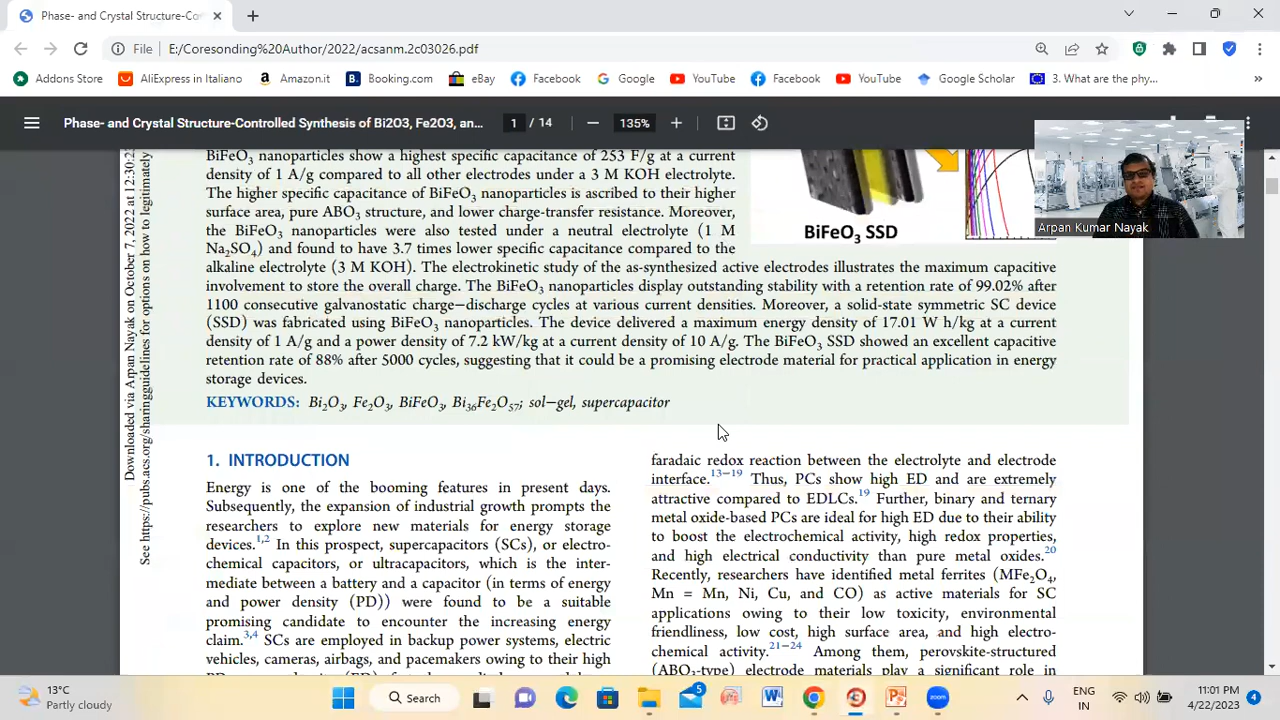 Phase- and Crystal Structure-Co
File E:/Coresonding%20Author/2022/acsanm.2c03026.pdf
Addons Store AliExpress in Italiano Amazon.it Booking.com eBay Facebook Google YouTube Facebook YouTube Google Scholar 3. What are the phy... »
Phase- and Crystal Structure-Controlled Synthesis of Bi2O3, Fe2O3, an... 1 / 14 135%
Arpan Kumar Nayak
BiFeO3 SSD
Downloaded via Arpan Nayak on October 7, 2022 at 12:30:2
See https://pubs.acs.org/sharingguidelines for options on how to legitimately
BiFeO3 nanoparticles show a highest specific capacitance of 253 F/g at a current
density of 1 A/g compared to all other electrodes under a 3 M KOH electrolyte.
The higher specific capacitance of BiFeO3 nanoparticles is ascribed to their higher
surface area, pure ABO3 structure, and lower charge-transfer resistance. Moreover,
the BiFeO3 nanoparticles were also tested under a neutral electrolyte (1 M
Na2SO4) and found to have 3.7 times lower specific capacitance compared to the
alkaline electrolyte (3 M KOH). The electrokinetic study of the as-synthesized active electrodes illustrates the maximum capacitive
involvement to store the overall charge. The BiFeO3 nanoparticles display outstanding stability with a retention rate of 99.02% after
1100 consecutive galvanostatic charge−discharge cycles at various current densities. Moreover, a solid-state symmetric SC device
(SSD) was fabricated using BiFeO3 nanoparticles. The device delivered a maximum energy density of 17.01 W h/kg at a current
density of 1 A/g and a power density of 7.2 kW/kg at a current density of 10 A/g. The BiFeO3 SSD showed an excellent capacitive
retention rate of 88% after 5000 cycles, suggesting that it could be a promising electrode material for practical application in energy
storage devices.
KEYWORDS: Bi2O3, Fe2O3, BiFeO3, Bi36Fe2O57; sol−gel, supercapacitor
1. INTRODUCTION
Energy is one of the booming features in present days.
Subsequently, the expansion of industrial growth prompts the
researchers to explore new materials for energy storage
devices.1,2 In this prospect, supercapacitors (SCs), or electro-
chemical capacitors, or ultracapacitors, which is the inter-
mediate between a battery and a capacitor (in terms of energy
and power density (PD)) were found to be a suitable
promising candidate to encounter the increasing energy
claim.3,4 SCs are employed in backup power systems, electric
vehicles, cameras, airbags, and pacemakers owing to their high
faradaic redox reaction between the electrolyte and electrode
interface.13−19 Thus, PCs show high ED and are extremely
attractive compared to EDLCs.19 Further, binary and ternary
metal oxide-based PCs are ideal for high ED due to their ability
to boost the electrochemical activity, high redox properties,
and high electrical conductivity than pure metal oxides.20
Recently, researchers have identified metal ferrites (MFe2O4,
Mn = Mn, Ni, Cu, and CO) as active materials for SC
applications owing to their low toxicity, environmental
friendliness, low cost, high surface area, and high electro-
chemical activity.21−24 Among them, perovskite-structured
(ABO3-type) electrode materials play a significant role in
13°C
Partly cloudy
Search
5
W
zoom
ENG
IN
11:01 PM
4/22/2023
4